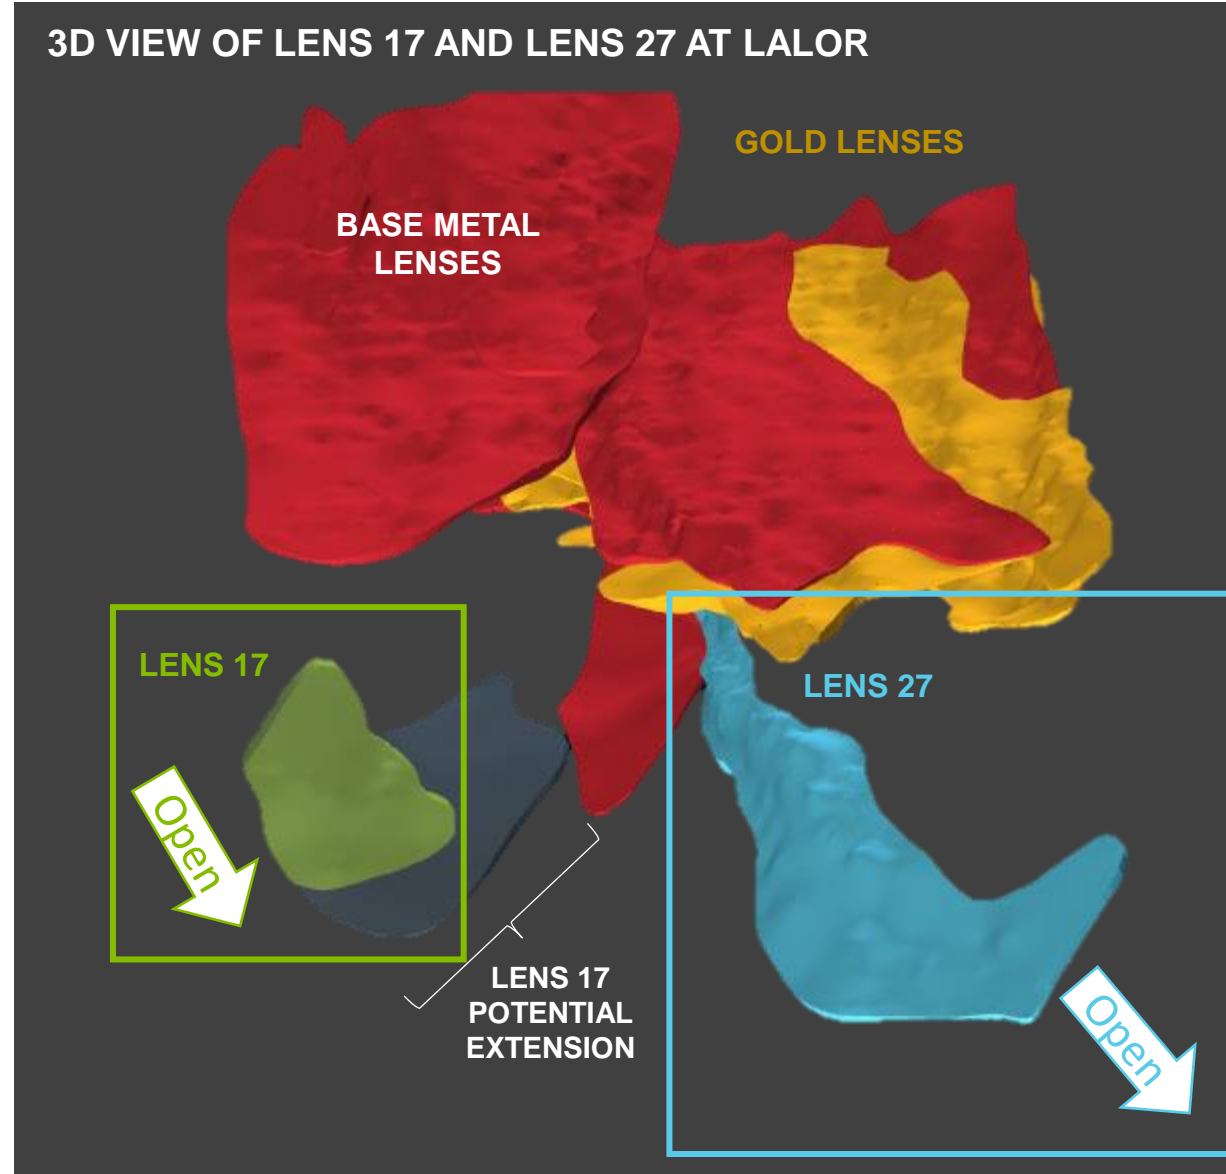 3D VIEW OF LENS 17 AND LENS 27 AT LALOR
GOLD LENSES
BASE METAL
LENSES
LENS 17
LENS 27
Open
LENS 17
POTENTIAL
EXTENSION
Open